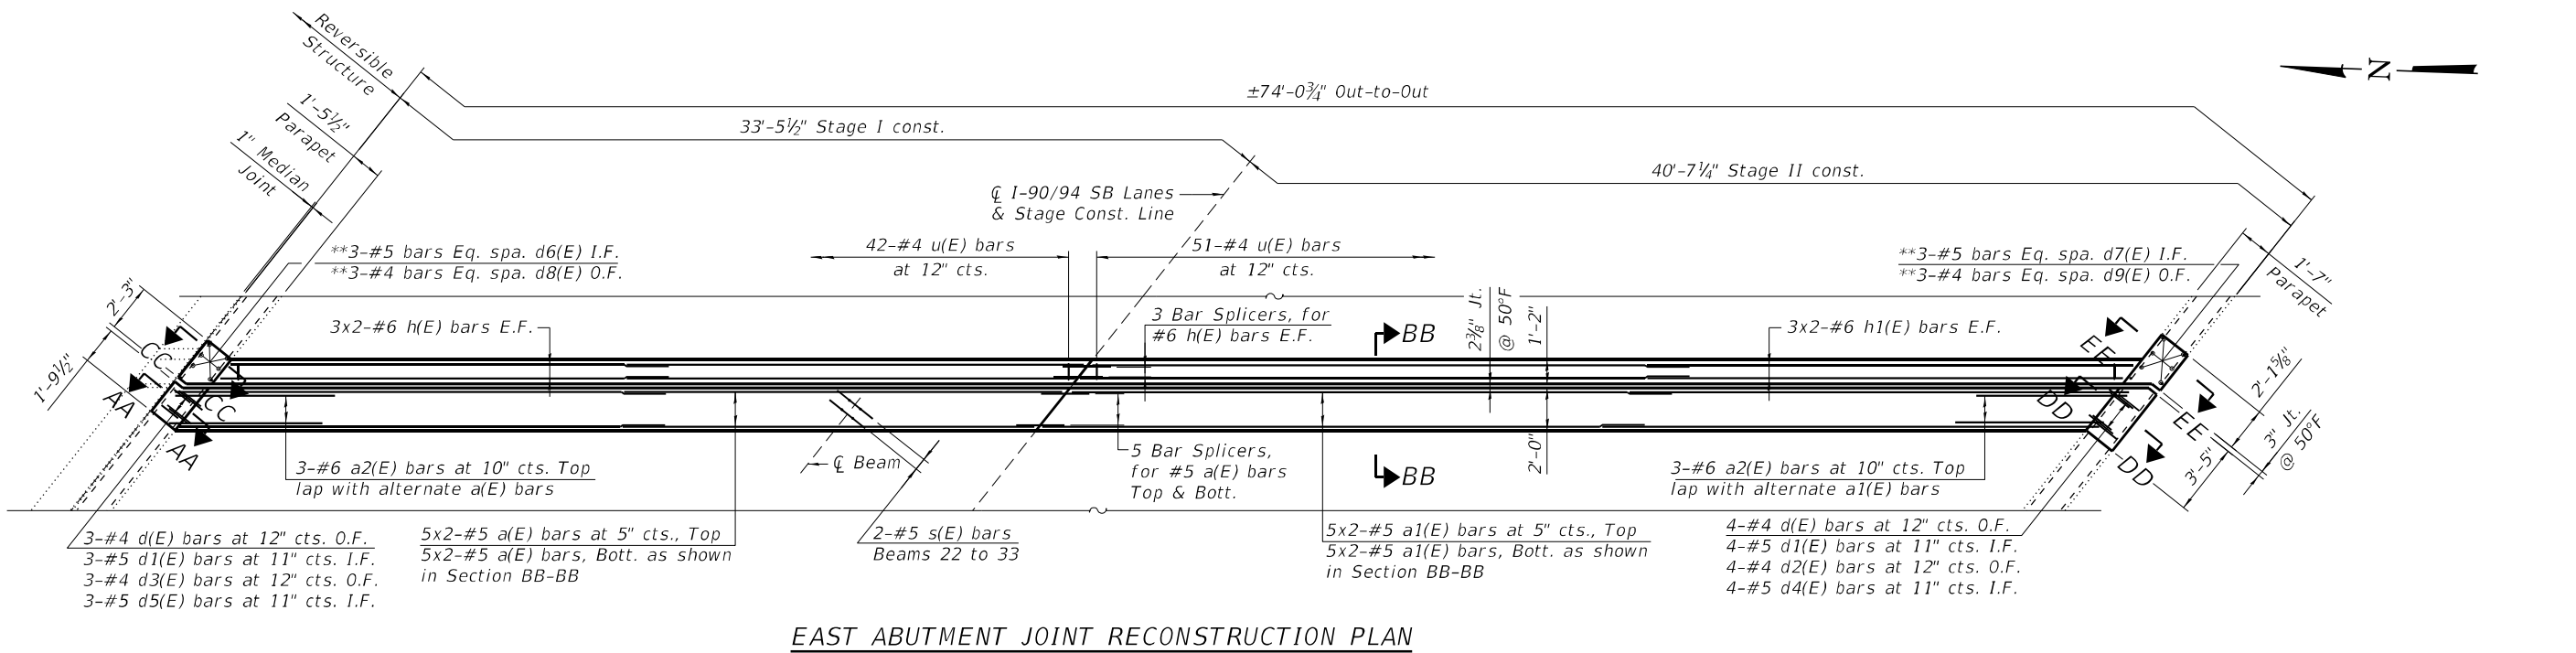 Reversible
Structure
1'-5½"
Parapet
1" Median
Joint
±74'-0¾" Out-to-Out
33'-5½" Stage I const.
40'-7¼" Stage II const.
N
℄ I-90/94 SB Lanes
& Stage Const. Line
**3-#5 bars Eq. spa. d6(E) I.F.
**3-#4 bars Eq. spa. d8(E) O.F.
42-#4 u(E) bars
at 12" cts.
51-#4 u(E) bars
at 12" cts.
**3-#5 bars Eq. spa. d7(E) I.F.
**3-#4 bars Eq. spa. d9(E) O.F.
1'-7"
Parapet
2'-3"
1'-9½"
3x2-#6 h(E) bars E.F.
3 Bar Splicers, for
#6 h(E) bars E.F.
2⅜" Jt.
@ 50°F
1'-2"
2'-0"
3x2-#6 h1(E) bars E.F.
BB
BB
CC
CC
AA
AA
EE
EE
DD
DD
2'-1⅝"
3" Jt.
@ 50°F
3'-5"
℄ Beam
3-#6 a2(E) bars at 10" cts. Top
lap with alternate a(E) bars
5 Bar Splicers,
for #5 a(E) bars
Top & Bott.
3-#6 a2(E) bars at 10" cts. Top
lap with alternate a1(E) bars
3-#4 d(E) bars at 12" cts. O.F.
3-#5 d1(E) bars at 11" cts. I.F.
3-#4 d3(E) bars at 12" cts. O.F.
3-#5 d5(E) bars at 11" cts. I.F.
5x2-#5 a(E) bars at 5" cts., Top
5x2-#5 a(E) bars, Bott. as shown
in Section BB-BB
2-#5 s(E) bars
Beams 22 to 33
5x2-#5 a1(E) bars at 5" cts., Top
5x2-#5 a1(E) bars, Bott. as shown
in Section BB-BB
4-#4 d(E) bars at 12" cts. O.F.
4-#5 d1(E) bars at 11" cts. I.F.
4-#4 d2(E) bars at 12" cts. O.F.
4-#5 d4(E) bars at 11" cts. I.F.
EAST ABUTMENT JOINT RECONSTRUCTION PLAN